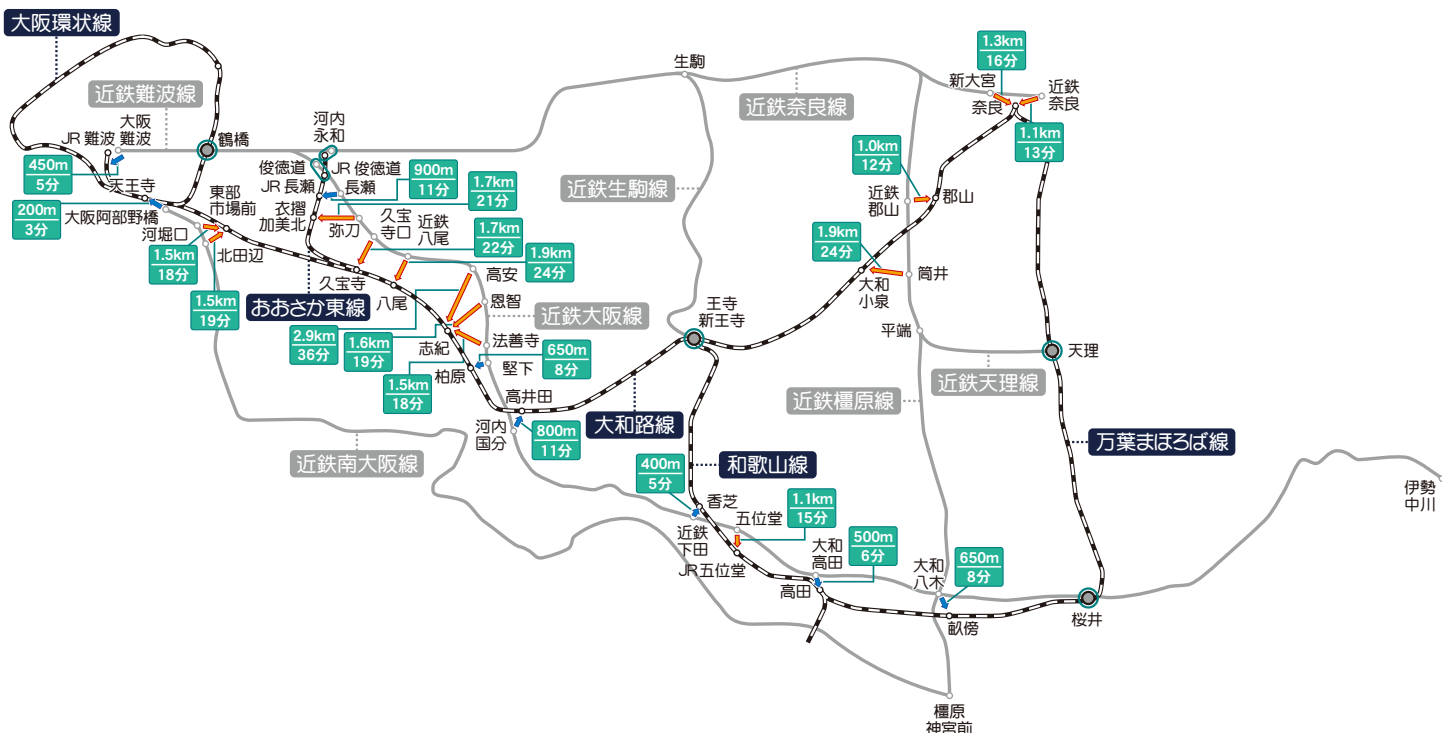 大阪環状線
近鉄難波線
大阪
難波
JR 難波
鶴橋
450m
5分
天王寺
200m
3分
大阪阿部野橋
東部
市場前
河堀口
1.5km
18分
北田辺
1.5km
19分
河内
永和
俊徳道
JR 俊徳道
JR 長瀬
長瀬
900m
11分
衣摺
加美北
弥刀
1.7km
21分
久宝
寺口
近鉄
八尾
1.7km
22分
1.9km
24分
久宝寺
八尾
高安
恩智
おおさか東線
近鉄大阪線
2.9km
36分
1.6km
19分
志紀
法善寺
堅下
650m
8分
1.5km
18分
柏原
高井田
河内
国分
800m
11分
近鉄南大阪線
大和路線
生駒
近鉄奈良線
近鉄生駒線
1.3km
16分
新大宮
奈良
近鉄
奈良
1.1km
13分
1.0km
12分
近鉄
郡山
郡山
1.9km
24分
大和
小泉
筒井
王寺
新王寺
平端
天理
近鉄天理線
近鉄橿原線
万葉まほろば線
和歌山線
400m
5分
香芝
近鉄
下田
五位堂
1.1km
15分
JR五位堂
大和
高田
500m
6分
高田
大和
八木
650m
8分
畝傍
桜井
伊勢
中川
橿原
神宮前